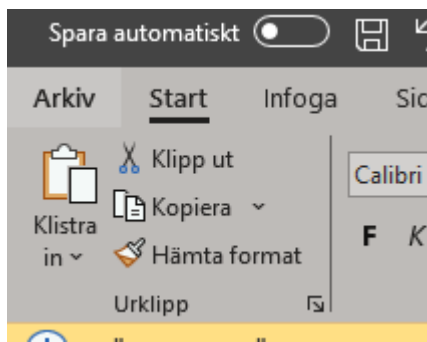 Spara automatiskt
Arkiv Start Infoga
Klipp ut
Calibri
Kopiera
Klistra in
F K
Hämta format
Urklipp